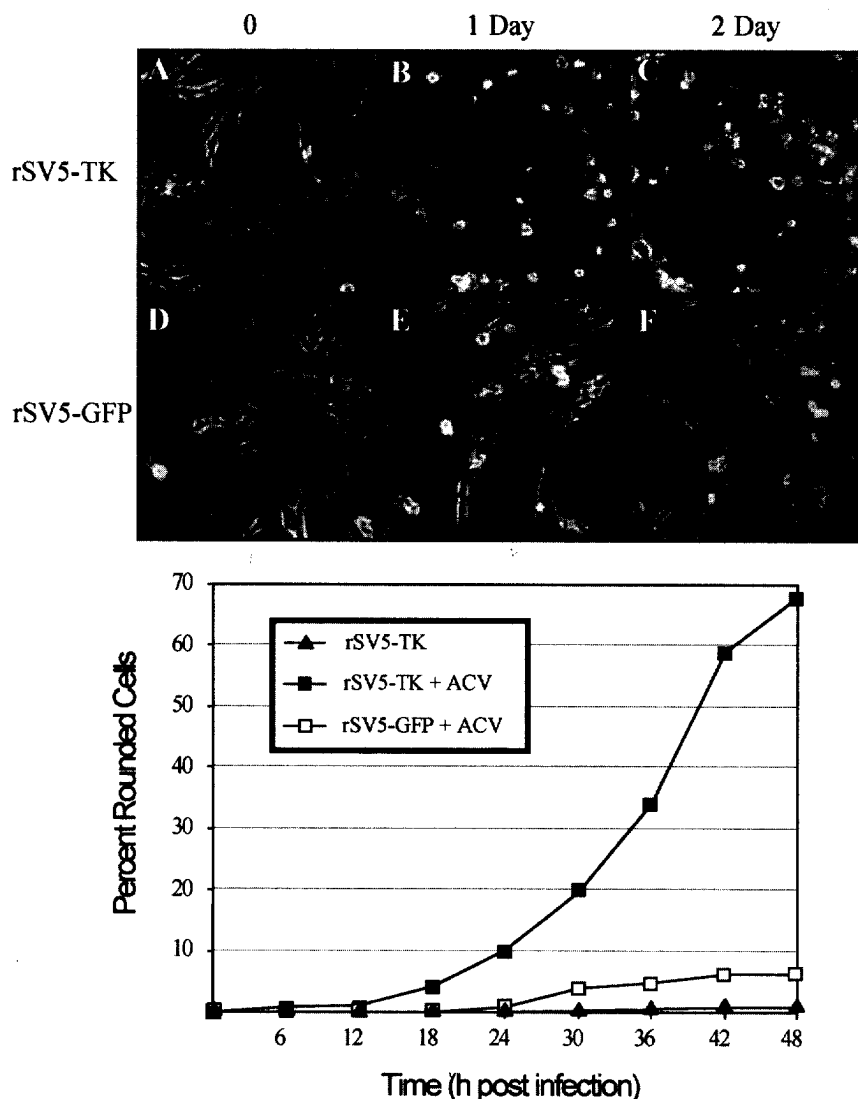 0 1 Day 2 Day
A B C
rSV5-TK
D E F
rSV5-GFP
70
60
50
40
30
20
10
Percent Rounded Cells
rSV5-TK
rSV5-TK + ACV
rSV5-GFP + ACV
6 12 18 24 30 36 42 48
Time (h post infection)